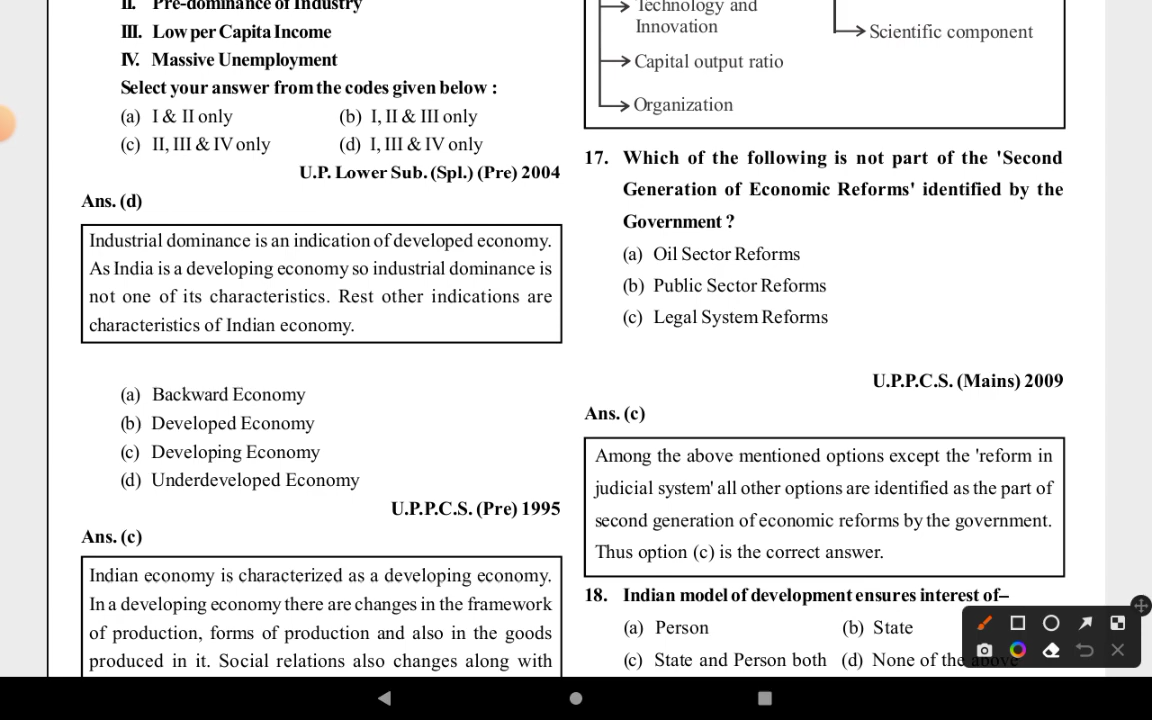 II. Pre-dominance of Industry
III. Low per Capita Income
IV. Massive Unemployment
Select your answer from the codes given below :
(a) I & II only (b) I, II & III only
(c) II, III & IV only (d) I, III & IV only
U.P. Lower Sub. (Spl.) (Pre) 2004
Ans. (d)
Industrial dominance is an indication of developed economy.
As India is a developing economy so industrial dominance is
not one of its characteristics. Rest other indications are
characteristics of Indian economy.
(a) Backward Economy
(b) Developed Economy
(c) Developing Economy
(d) Underdeveloped Economy
U.P.P.C.S. (Pre) 1995
Ans. (c)
Indian economy is characterized as a developing economy.
In a developing economy there are changes in the framework
of production, forms of production and also in the goods
produced in it. Social relations also changes along with
Technology and
Innovation
Scientific component
Capital output ratio
Organization
17. Which of the following is not part of the 'Second
Generation of Economic Reforms' identified by the
Government ?
(a) Oil Sector Reforms
(b) Public Sector Reforms
(c) Legal System Reforms
U.P.P.C.S. (Mains) 2009
Ans. (c)
Among the above mentioned options except the 'reform in
judicial system' all other options are identified as the part of
second generation of economic reforms by the government.
Thus option (c) is the correct answer.
18. Indian model of development ensures interest of–
(a) Person (b) State
(c) State and Person both (d) None of the above